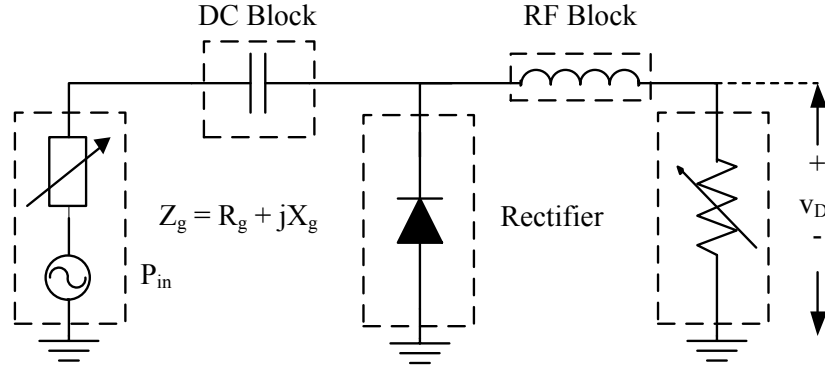 DC Block
RF Block
Z_g = R_g + jX_g
Rectifier
P_in
+
v_D
-